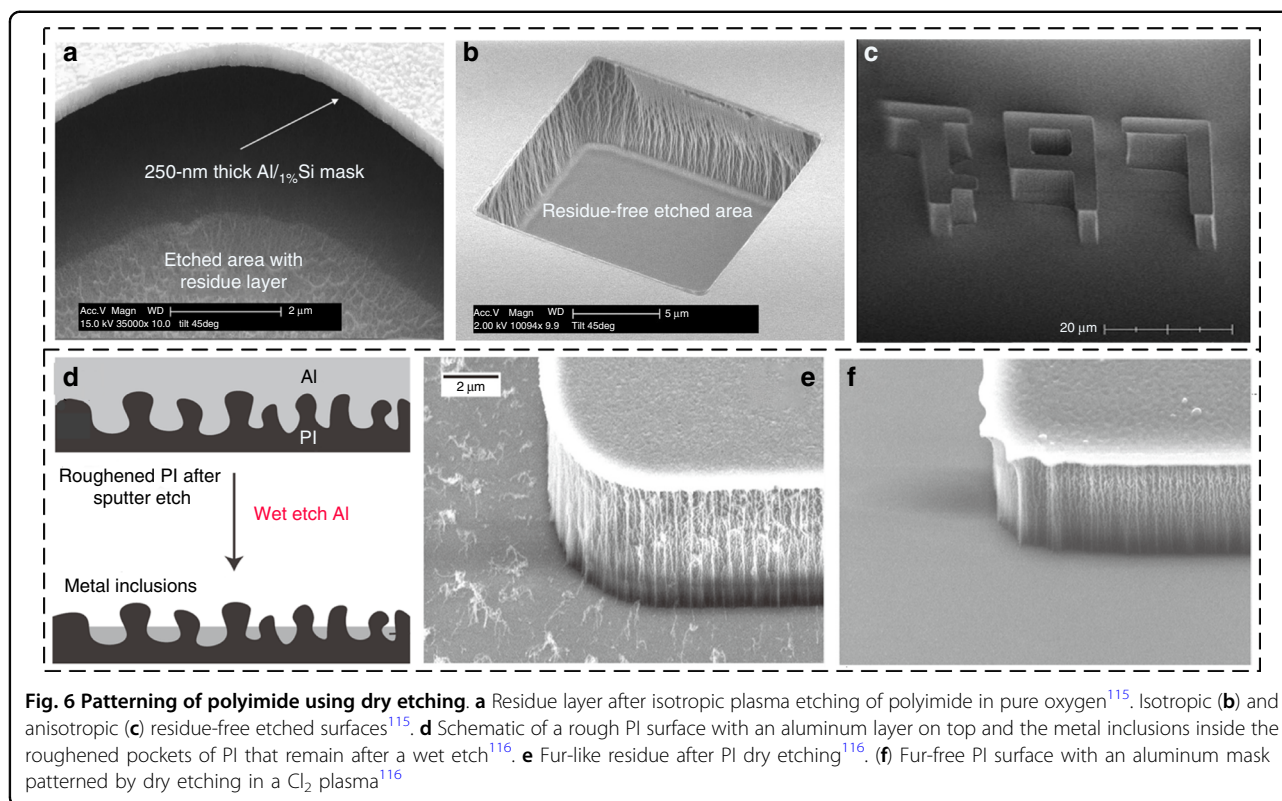 a
250-nm thick Al/1%Si mask
Etched area with
residue layer
Acc.V Magn WD 2 μm
15.0 kV 35000x 10.0 tilt 45deg
b
Residue-free etched area
Acc.V Magn WD 5 μm
2.00 kV 10094x 9.9 Tilt 45deg
c
20 μm
d
Al
PI
Roughened PI after
sputter etch
Wet etch Al
Metal inclusions
2 μm
e
f
Fig. 6 Patterning of polyimide using dry etching. a Residue layer after isotropic plasma etching of polyimide in pure oxygen115. Isotropic (b) and
anisotropic (c) residue-free etched surfaces115. d Schematic of a rough PI surface with an aluminum layer on top and the metal inclusions inside the
roughened pockets of PI that remain after a wet etch116. e Fur-like residue after PI dry etching116. (f) Fur-free PI surface with an aluminum mask
patterned by dry etching in a Cl2 plasma116